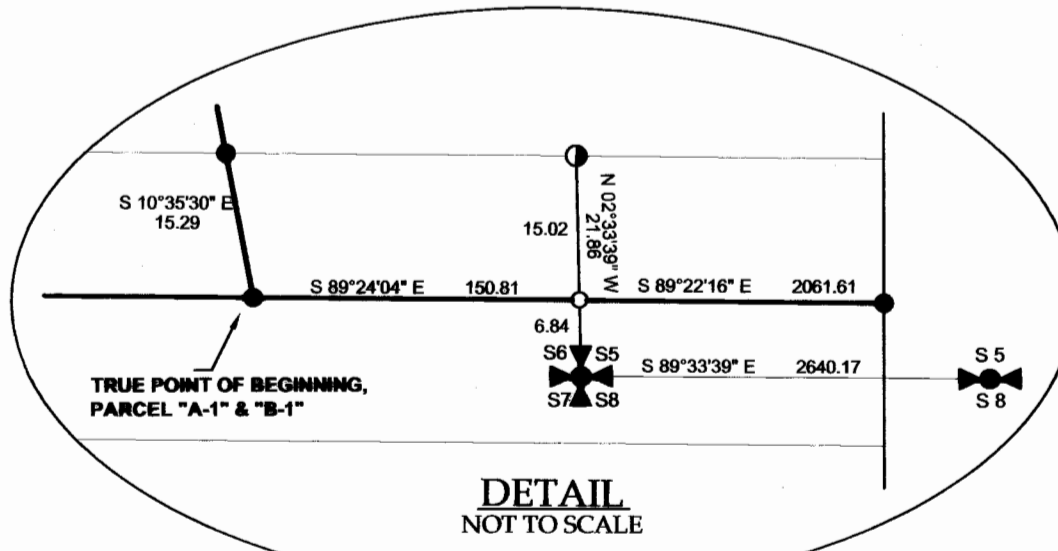 S 10°35'30" E
15.29
15.02
N 02°33'39" W
21.86
S 89°24'04" E 150.81
S 89°22'16" E 2061.61
6.84
S6 S5
S7 S8
S 89°33'39" E 2640.17
S 5
S 8
TRUE POINT OF BEGINNING,
PARCEL "A-1" & "B-1"
DETAIL
NOT TO SCALE